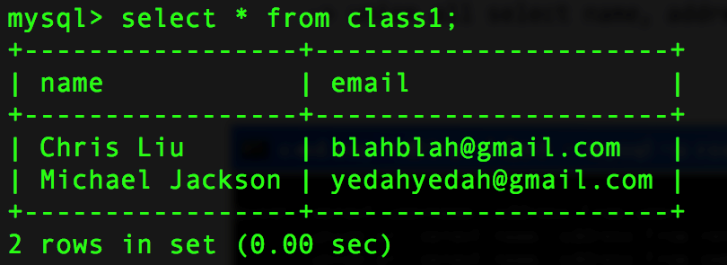 mysql> select * from class1;
+-----------------+----------------------+
| name            | email                |
+-----------------+----------------------+
| Chris Liu       | blahblah@gmail.com   |
| Michael Jackson | yedahyedah@gmail.com |
+-----------------+----------------------+
2 rows in set (0.00 sec)